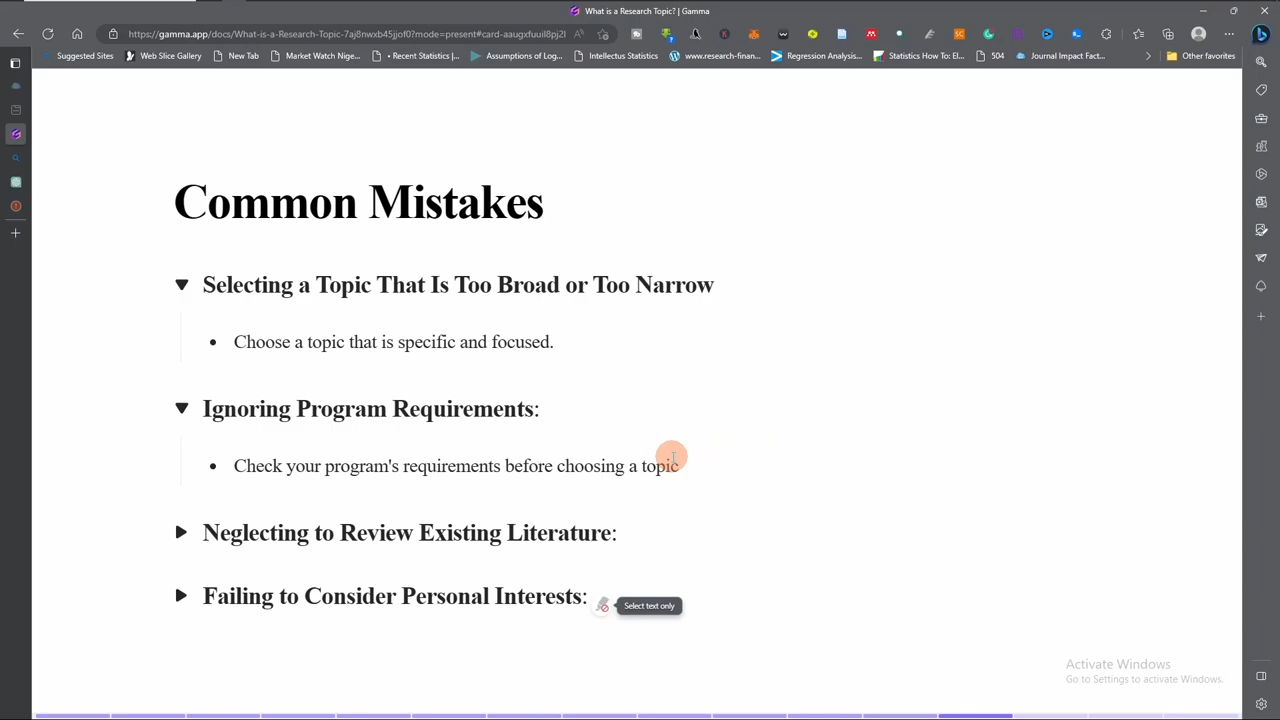 What is a Research Topic? | Gamma
https://gamma.app/docs/What-is-a-Research-Topic-7aj8nwxb45jjof0?mode=present#card-aaugxfuuil8pj2l
Suggested Sites
Web Slice Gallery
New Tab
Market Watch Nige...
• Recent Statistics |...
Assumptions of Log...
Intellectus Statistics
www.research-finan...
Regression Analysis...
Statistics How To: El...
504
Journal Impact Fact...
Other favorites
Common Mistakes
Selecting a Topic That Is Too Broad or Too Narrow
• Choose a topic that is specific and focused.
Ignoring Program Requirements:
• Check your program's requirements before choosing a topic
Neglecting to Review Existing Literature:
Failing to Consider Personal Interests:
Select text only
Activate Windows
Go to Settings to activate Windows.